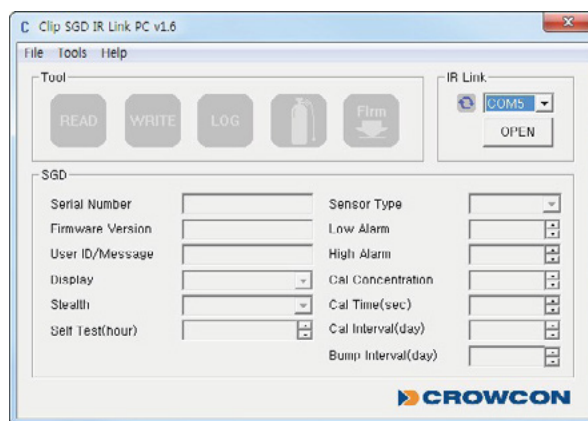 Clip SGD IR Link PC v1.6
File Tools Help
Tool
READ
WRITE
LOG
Firm
IR Link
COM5
OPEN
SGD
Serial Number
Firmware Version
User ID/Message
Display
Stealth
Self Test(hour)
Sensor Type
Low Alarm
High Alarm
Cal Concentration
Cal Time(sec)
Cal Interval(day)
Bump Interval(day)
CROWCON